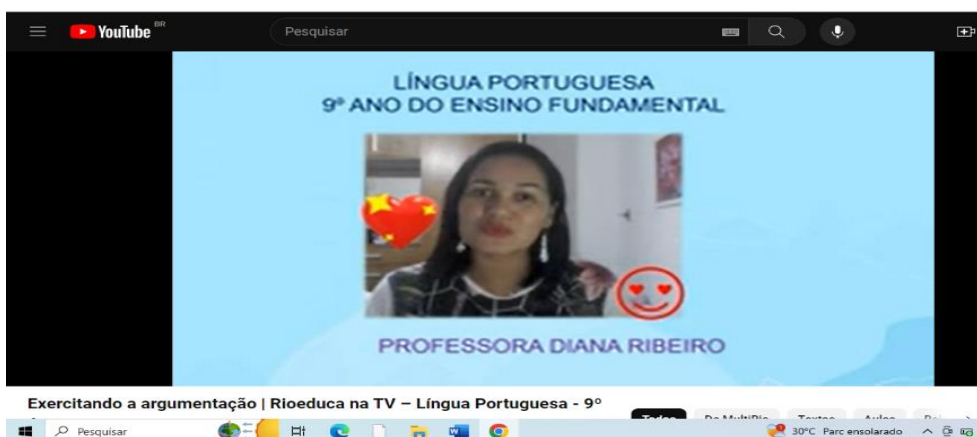 YouTube BR
Pesquisar
LÍNGUA PORTUGUESA
9º ANO DO ENSINO FUNDAMENTAL
PROFESSORA DIANA RIBEIRO
Exercitando a argumentação | Rioeduca na TV – Língua Portuguesa - 9º
Pesquisar
30°C Parc ensolarado